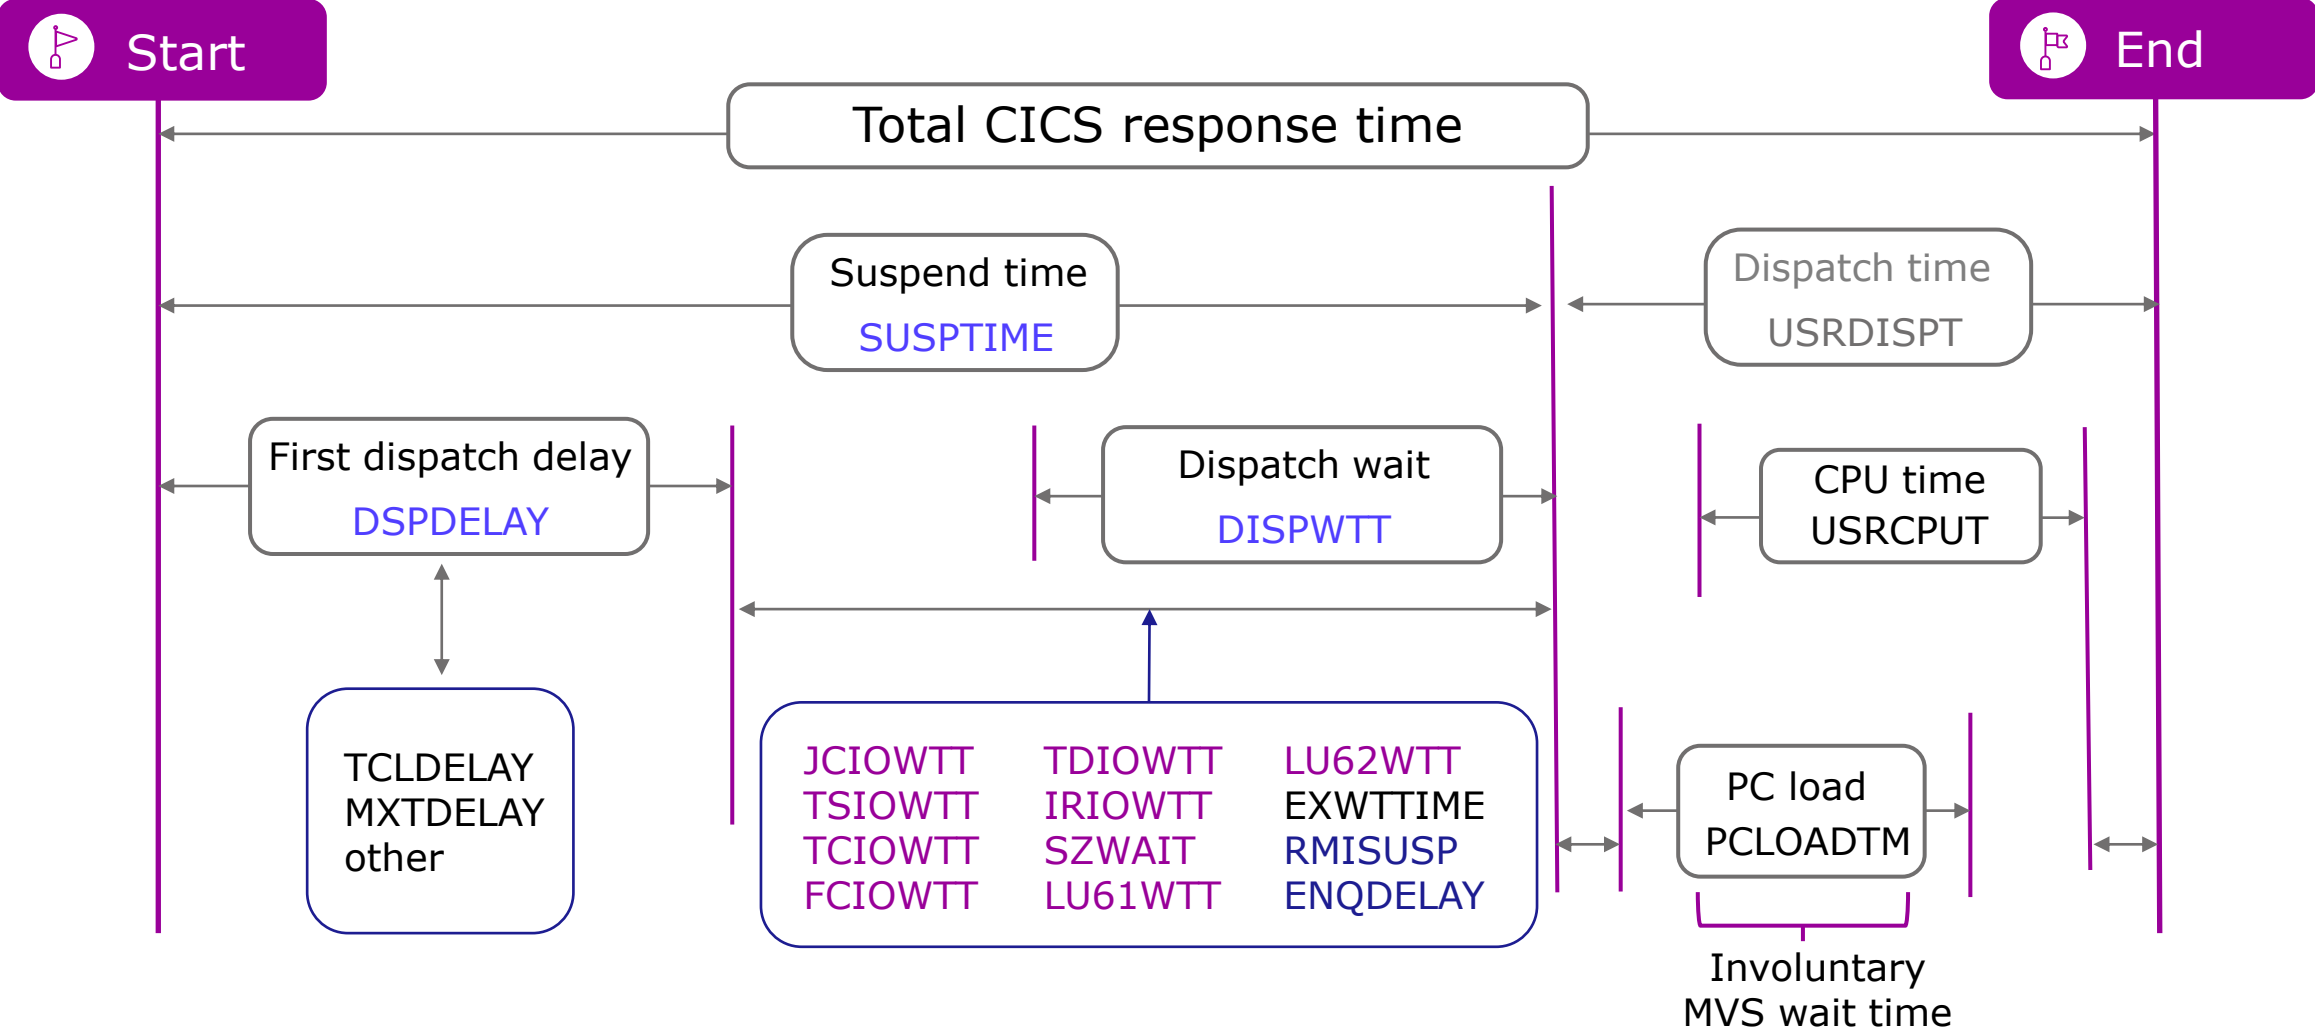 Start
End
Total CICS response time
Suspend time
SUSPTIME
Dispatch time
USRDISPT
First dispatch delay
DSPDELAY
Dispatch wait
DISPWTT
CPU time
USRCPUT
TCLDELAY
MXTDELAY
other
JCIOWTT TDIOWTT LU62WTT
TSIOWTT IRIOWTT EXWTTIME
TCIOWTT SZWAIT RMISUSP
FCIOWTT LU61WTT ENQDELAY
PC load
PCLOADTM
Involuntary
MVS wait time